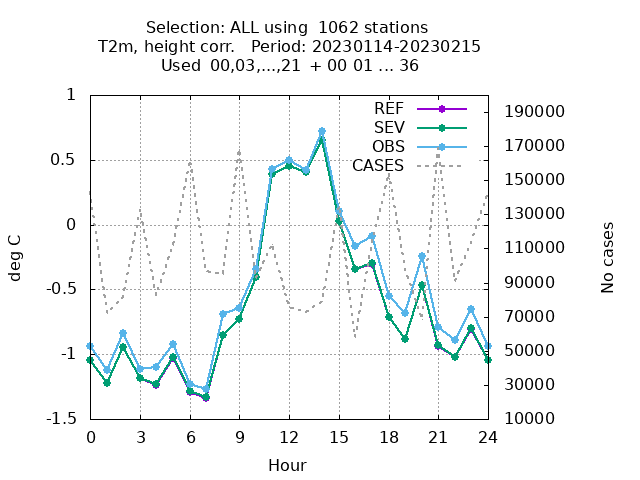 Selection: ALL using  1062 stations
T2m, height corr.   Period: 20230114-20230215
Used  00,03,...,21  + 00 01 ... 36
REF
SEV
OBS
CASES
1
0.5
0
-0.5
-1
-1.5
190000
170000
150000
130000
110000
90000
70000
50000
30000
10000
deg C
No cases
0 3 6 9 12 15 18 21 24
Hour